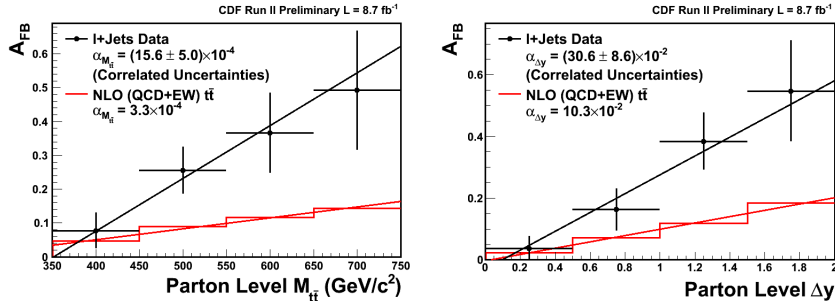 CDF Run II Preliminary L = 8.7 fb⁻¹
A_FB
l+Jets Data
α_M_tt̄ = (15.6 ± 5.0)×10⁻⁴
(Correlated Uncertainties)
NLO (QCD+EW) tt̄
α_M_tt̄ = 3.3×10⁻⁴
0.6
0.5
0.4
0.3
0.2
0.1
0
350 400 450 500 550 600 650 700 750
Parton Level M_tt̄ (GeV/c²)
CDF Run II Preliminary L = 8.7 fb⁻¹
A_FB
l+Jets Data
α_Δy = (30.6 ± 8.6)×10⁻²
(Correlated Uncertainties)
NLO (QCD+EW) tt̄
α_Δy = 10.3×10⁻²
0.6
0.4
0.2
0
0 0.2 0.4 0.6 0.8 1 1.2 1.4 1.6 1.8 2
Parton Level Δy